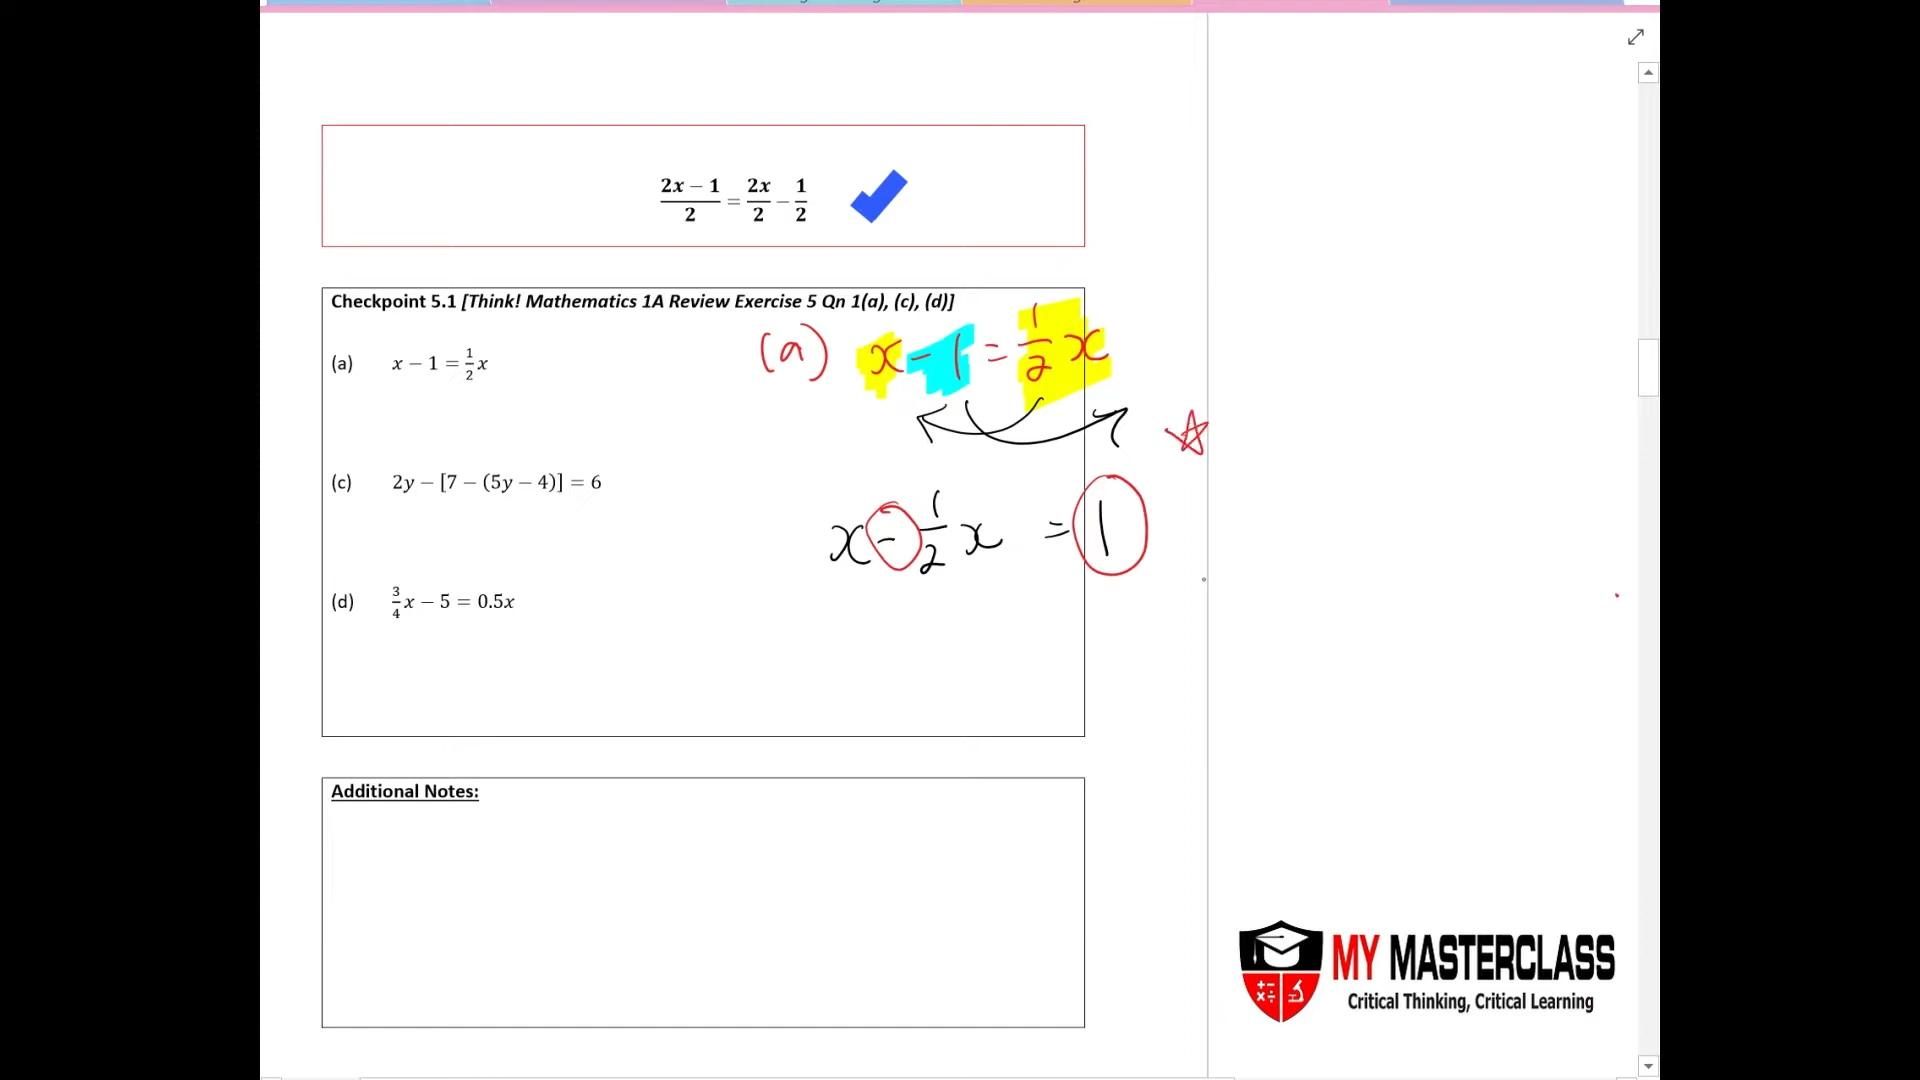 2x − 1 / 2 = 2x / 2 − 1 / 2
Checkpoint 5.1 [Think! Mathematics 1A Review Exercise 5 Qn 1(a), (c), (d)]
(a) x − 1 = 1/2 x
(a) x − 1 = 1/2 x
(c) 2y − [7 − (5y − 4)] = 6
x − 1/2 x = 1
(d) 3/4 x − 5 = 0.5x
Additional Notes:
MY MASTERCLASS
Critical Thinking, Critical Learning